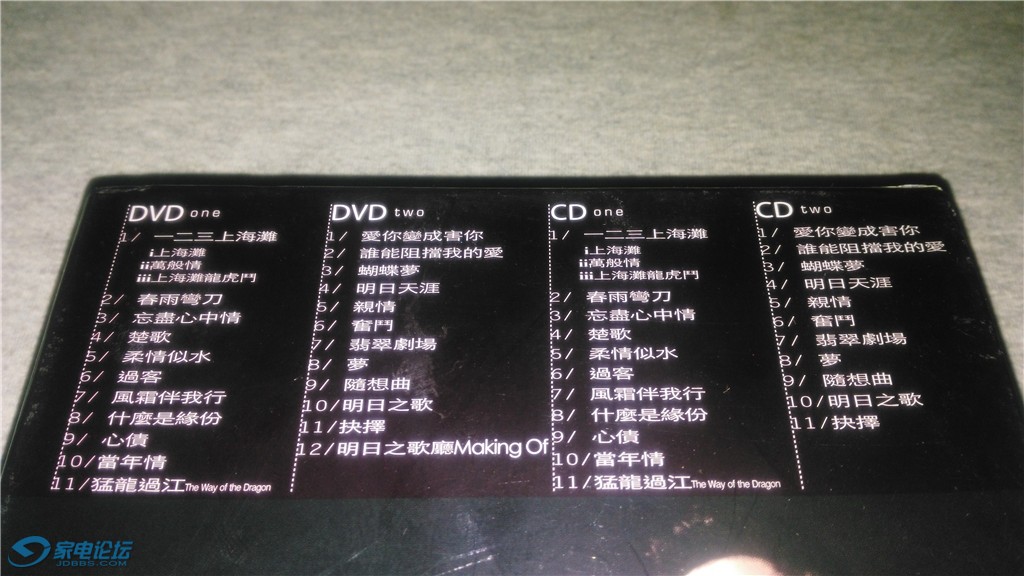 DVD one
1/ 一二三上海灘
i上海灘
ii萬般情
iii上海灘龍虎鬥
2/ 春雨彎刀
3/ 忘盡心中情
4/ 楚歌
5/ 柔情似水
6/ 過客
7/ 風霜伴我行
8/ 什麼是緣份
9/ 心債
10/當年情
11/猛龍過江The Way of the Dragon
DVD two
1/ 愛你變成害你
2/ 誰能阻擋我的愛
3/ 蝴蝶夢
4/ 明日天涯
5/ 親情
6/ 奮鬥
7/ 翡翠劇場
8/ 夢
9/ 隨想曲
10/明日之歌
11/抉擇
12/明日之歌廳Making Of
CD one
1/ 一二三上海灘
i上海灘
ii萬般情
iii上海灘龍虎鬥
2/ 春雨彎刀
3/ 忘盡心中情
4/ 楚歌
5/ 柔情似水
6/ 過客
7/ 風霜伴我行
8/ 什麼是緣份
9/ 心債
10/當年情
11/猛龍過江The Way of the Dragon
CD two
1/ 愛你變成害你
2/ 誰能阻擋我的愛
3/ 蝴蝶夢
4/ 明日天涯
5/ 親情
6/ 奮鬥
7/ 翡翠劇場
8/ 夢
9/ 隨想曲
10/明日之歌
11/抉擇
家电论坛
JDBBS.COM